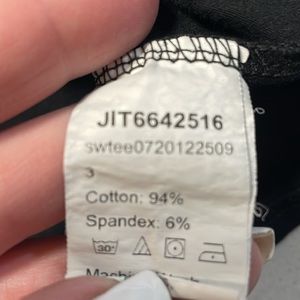 JIT6642516
swtee0720122509
3
Cotton: 94%
Spandex: 6%
30°